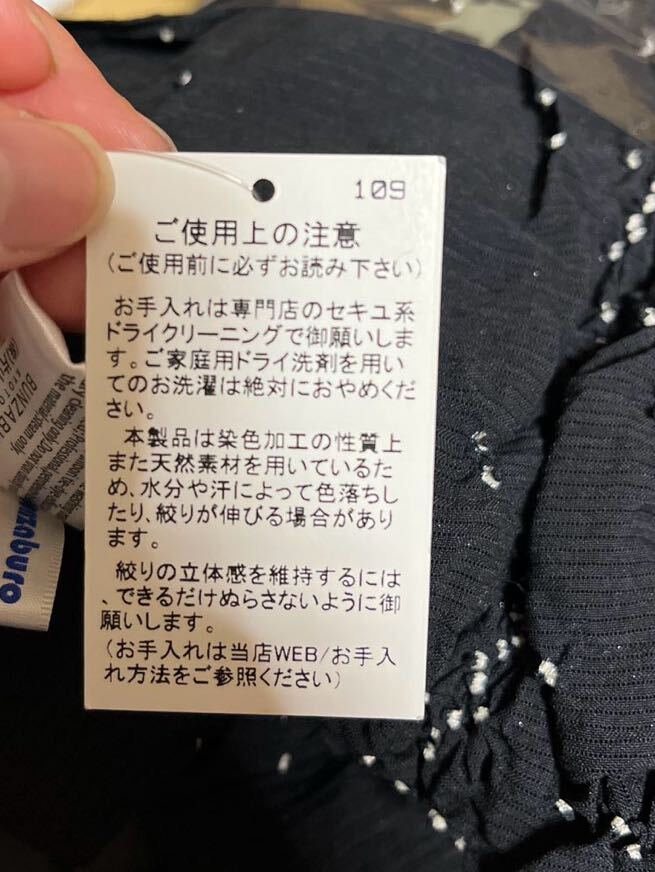 109
ご使用上の注意
(ご使用前に必ずお読み下さい)
お手入れは専門店のセキユ系
ドライクリーニングで御願いしま
す。ご家庭用ドライ洗剤を用い
てのお洗濯は絶対におやめくだ
さい。
本製品は染色加工の性質上
また天然素材を用いているた
め、水分や汗によって色落ちし
たり、絞りが伸びる場合があり
ます。
絞りの立体感を維持するには
、できるだけぬらさないように御
願いします。
(お手入れは当店WEB/お手入
れ方法をご参照ください)
BUNZABU
the manual steam only.
nzaburo